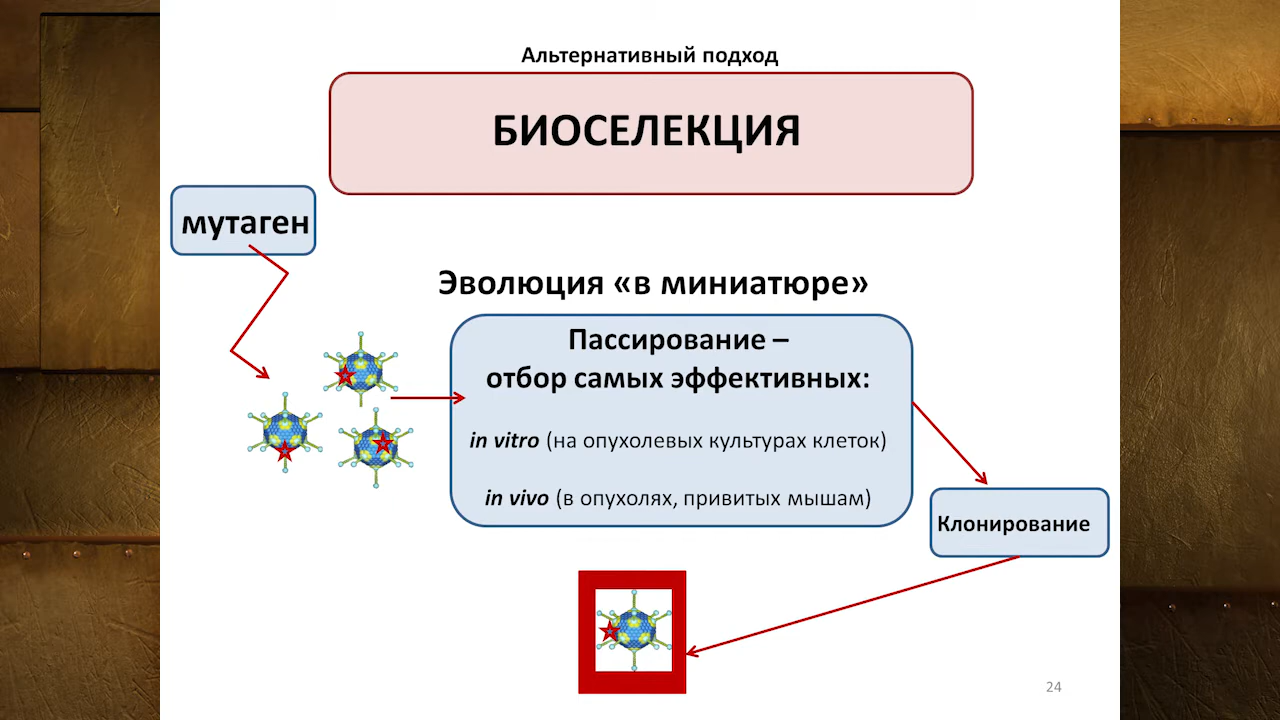 Альтернативный подход
БИОСЕЛЕКЦИЯ
мутаген
Эволюция «в миниатюре»
Пассирование –
отбор самых эффективных:
in vitro (на опухолевых культурах клеток)
in vivo (в опухолях, привитых мышам)
Клонирование
24